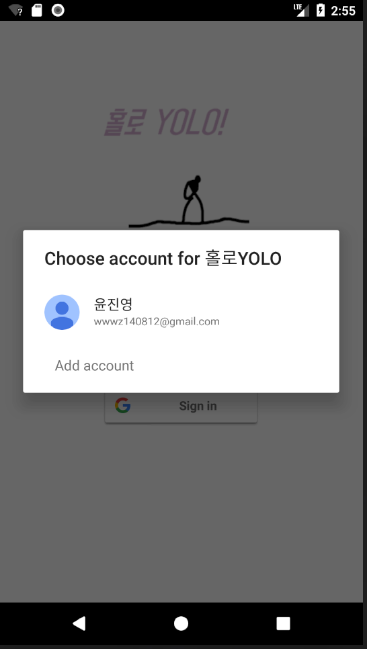 LTE 2:55
홀로 YOLO!
Choose account for 홀로YOLO
윤진영
wwwz140812@gmail.com
Add account
Sign in